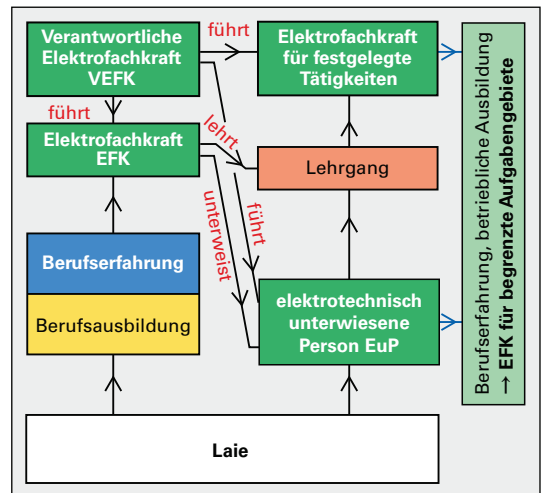 Verantwortliche
Elektrofachkraft
VEFK
führt
Elektrofachkraft
für festgelegte
Tätigkeiten
führt
Elektrofachkraft
EFK
lehrt
Lehrgang
unterweist
führt
Berufserfahrung
Berufsausbildung
elektrotechnisch
unterwiesene
Person EuP
Laie
Berufserfahrung, betriebliche Ausbildung
→ EFK für begrenzte Aufgabengebiete